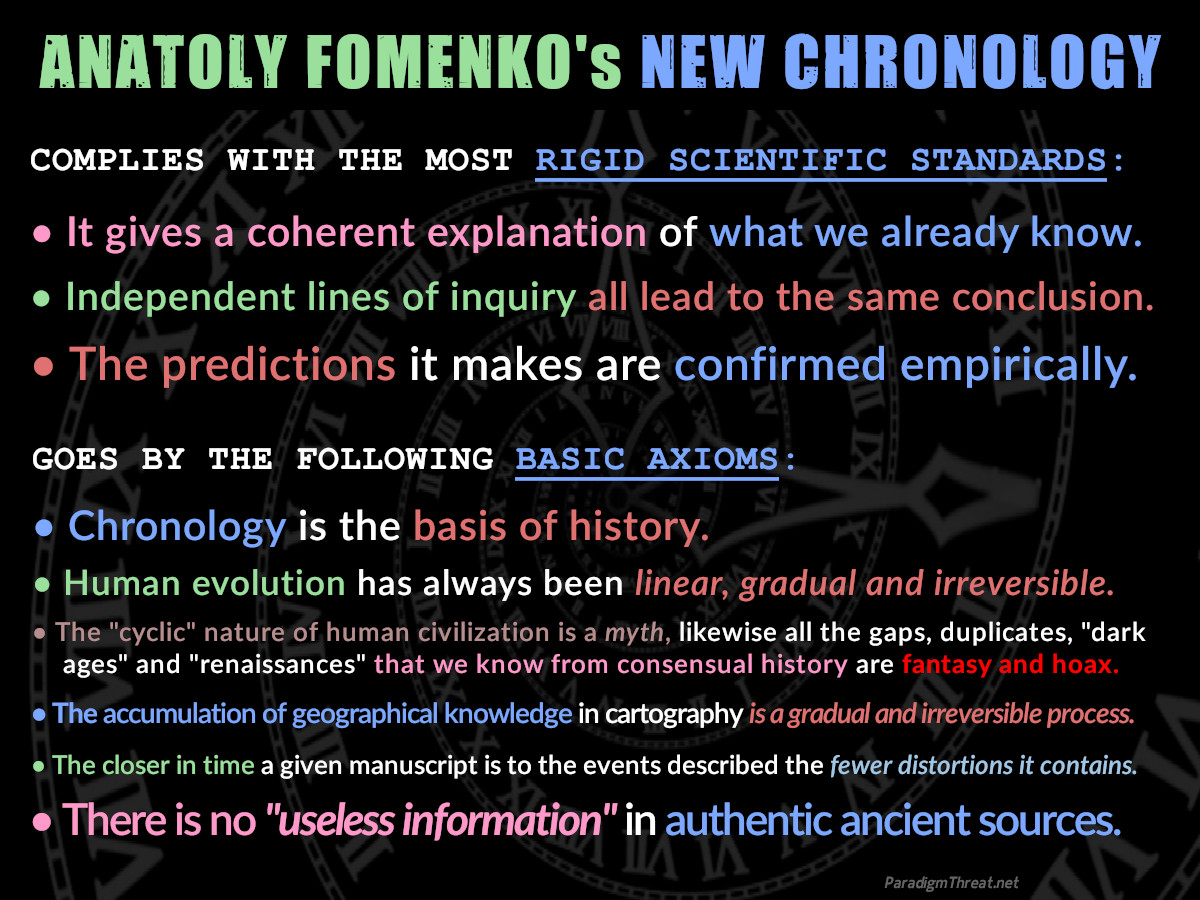 ANATOLY FOMENKO's NEW CHRONOLOGY
COMPLIES WITH THE MOST RIGID SCIENTIFIC STANDARDS:
• It gives a coherent explanation of what we already know.
• Independent lines of inquiry all lead to the same conclusion.
• The predictions it makes are confirmed empirically.
GOES BY THE FOLLOWING BASIC AXIOMS:
• Chronology is the basis of history.
• Human evolution has always been linear, gradual and irreversible.
• The "cyclic" nature of human civilization is a myth, likewise all the gaps, duplicates, "dark
ages" and "renaissances" that we know from consensual history are fantasy and hoax.
• The accumulation of geographical knowledge in cartography is a gradual and irreversible process.
• The closer in time a given manuscript is to the events described the fewer distortions it contains.
• There is no "useless information" in authentic ancient sources.
ParadigmThreat.net